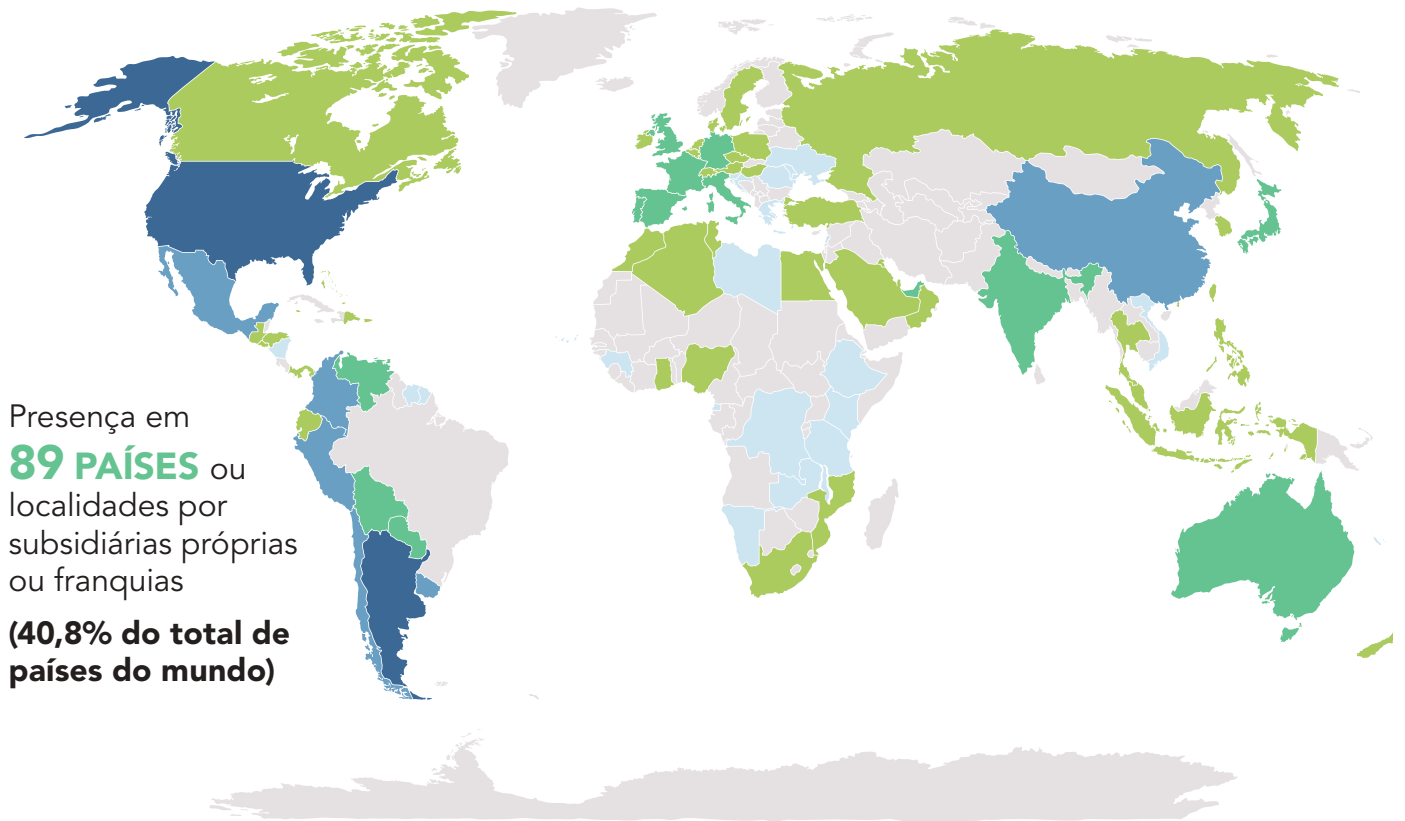 Presença em
89 PAÍSES ou
localidades por
subsidiárias próprias
ou franquias
(40,8% do total de
países do mundo)